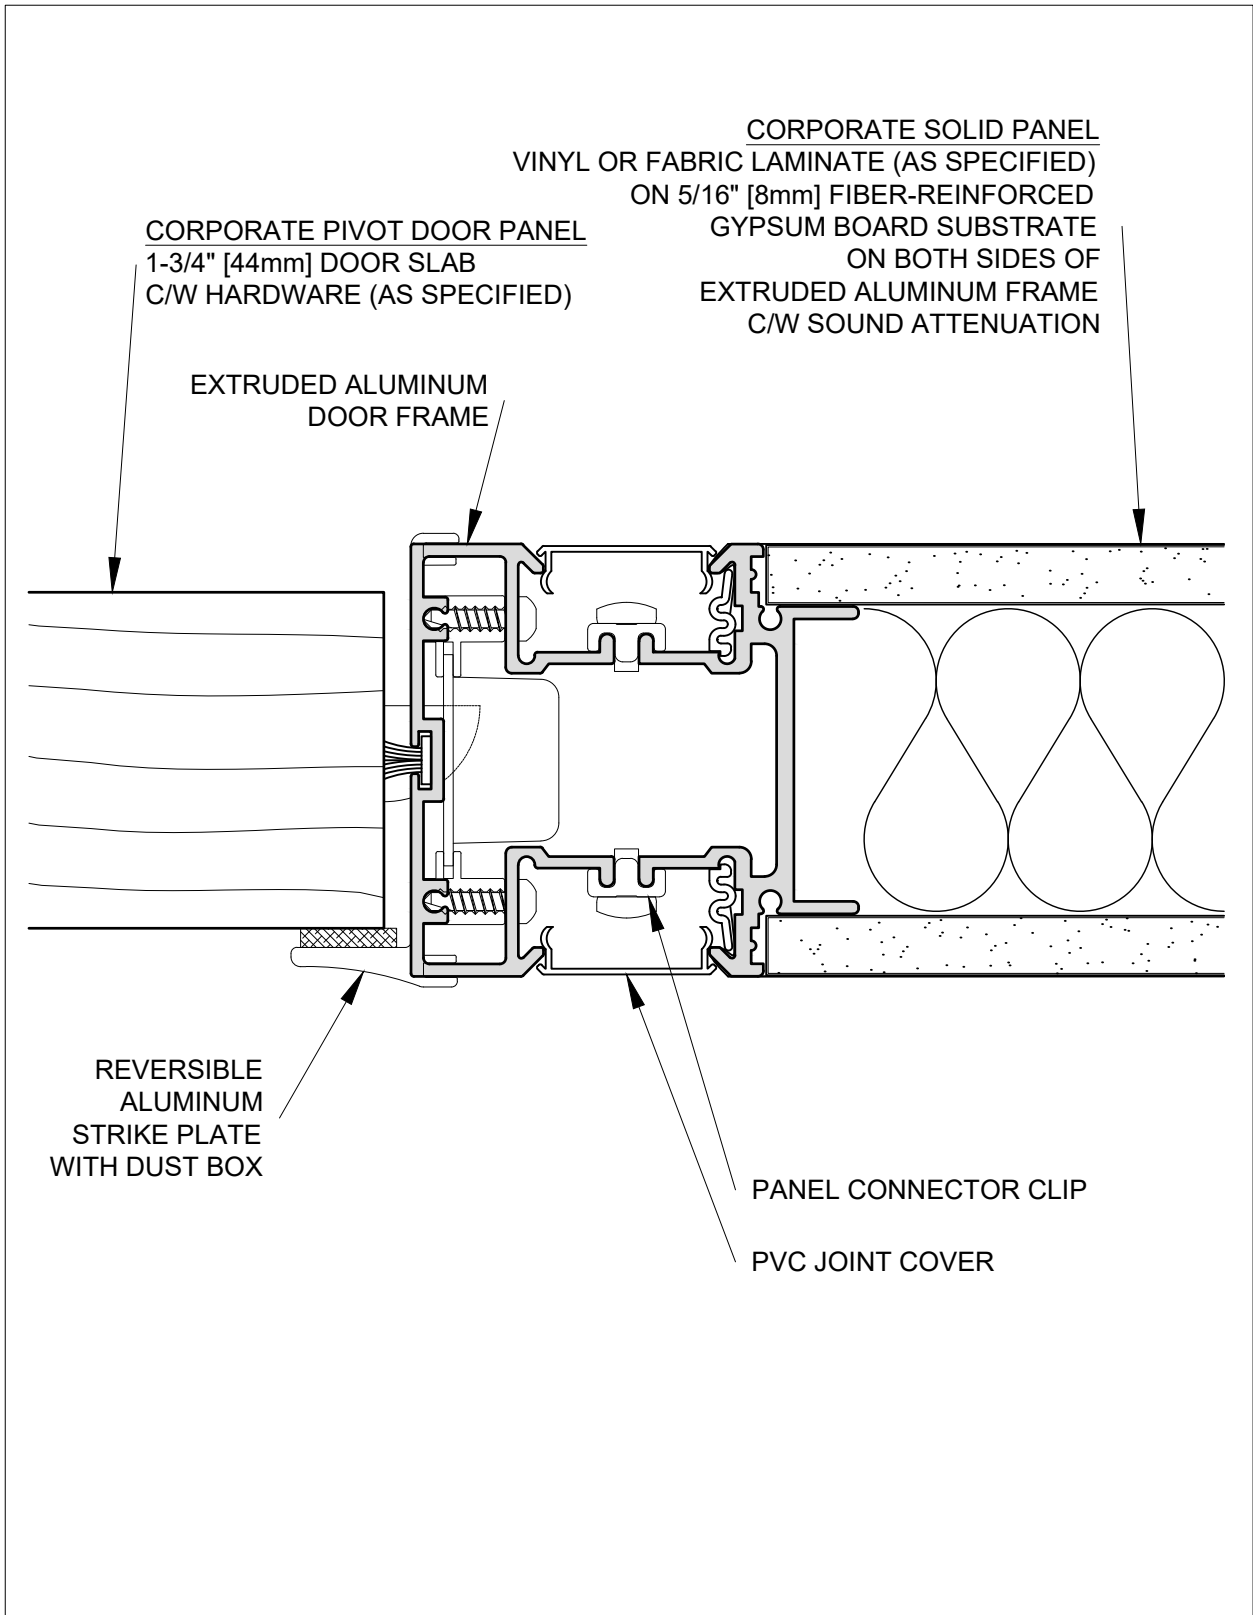 CORPORATE SOLID PANEL
VINYL OR FABRIC LAMINATE (AS SPECIFIED)
ON 5/16" [8mm] FIBER-REINFORCED
GYPSUM BOARD SUBSTRATE
ON BOTH SIDES OF
EXTRUDED ALUMINUM FRAME
C/W SOUND ATTENUATION
CORPORATE PIVOT DOOR PANEL
1-3/4" [44mm] DOOR SLAB
C/W HARDWARE (AS SPECIFIED)
EXTRUDED ALUMINUM
DOOR FRAME
REVERSIBLE
ALUMINUM
STRIKE PLATE
WITH DUST BOX
PANEL CONNECTOR CLIP
PVC JOINT COVER